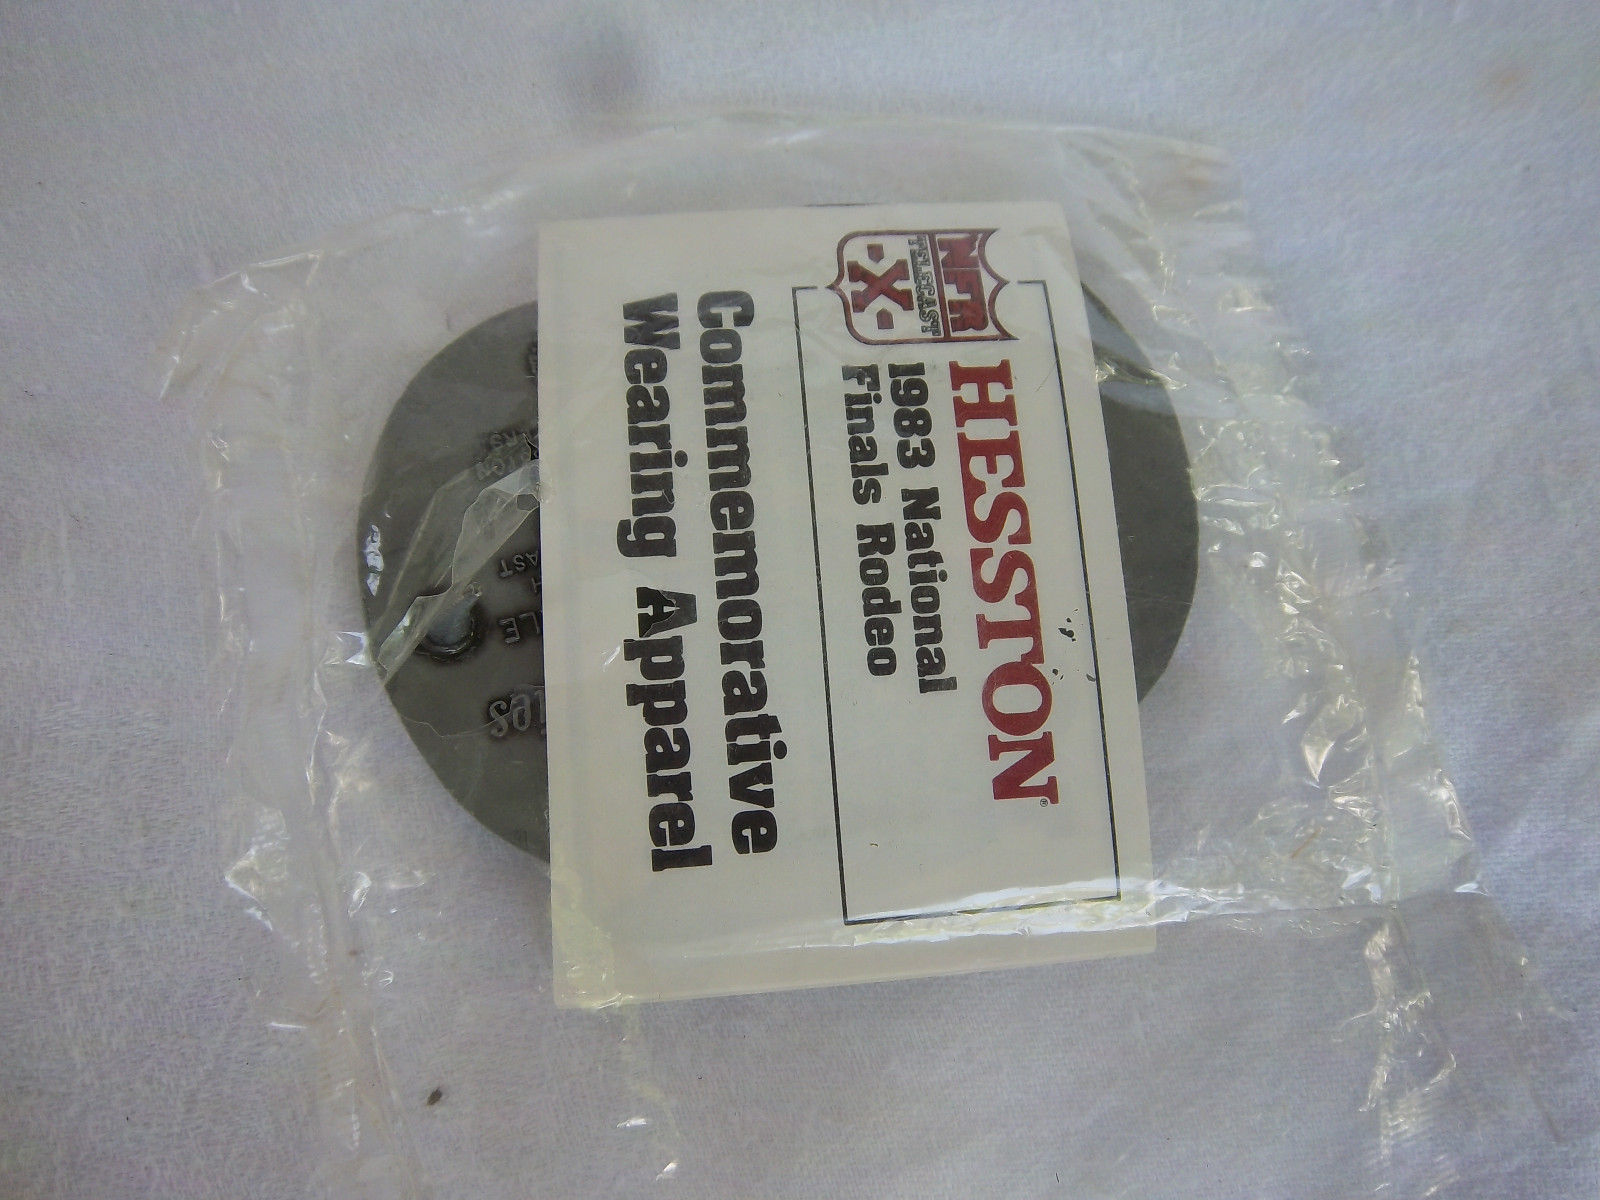 NFR
TELECAST
-X-
HESSTON®
1983 National
Finals Rodeo
Commemorative
Wearing Apparel